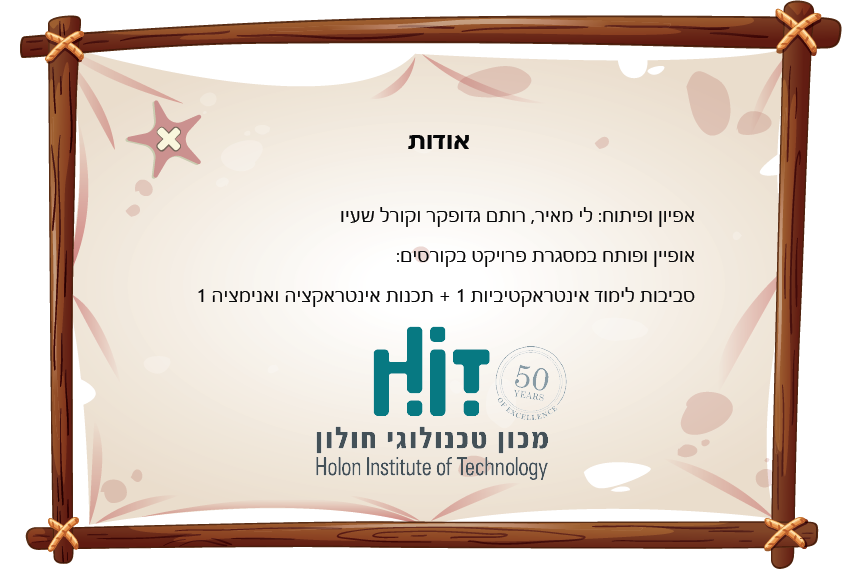 אודות
אפיון ופיתוח: לי מאיר, רותם גדופקר וקורל שעיו
אופיין ופותח במסגרת פרויקט בקורסים:
סביבות לימוד אינטראקטיביות 1 + תכנות אינטראקציה ואנימציה 1
HIT
50
YEARS
OF EXCELLENCE
מכון טכנולוגי חולון
Holon Institute of Technology